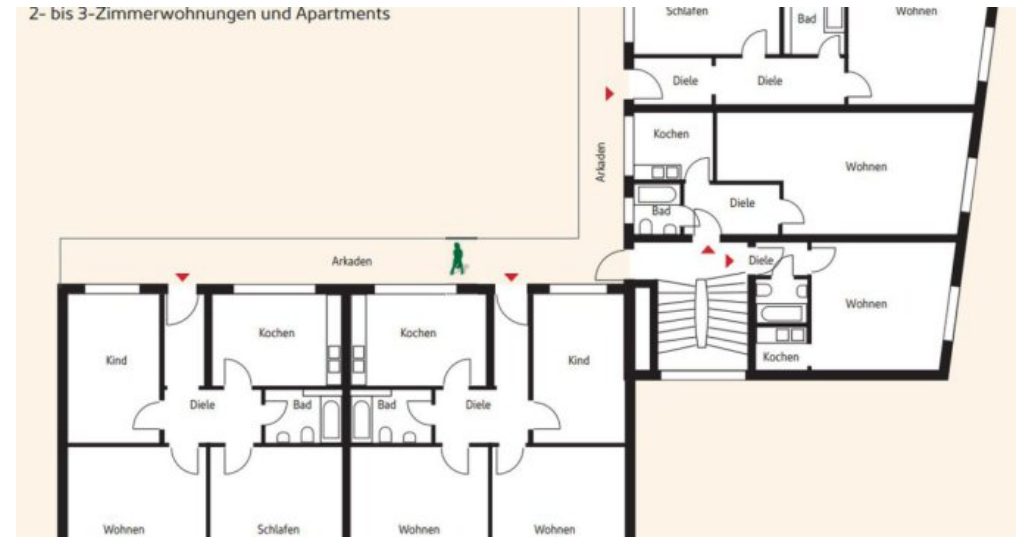 2- bis 3-Zimmerwohnungen und Apartments
Schlafen
Bad
Wohnen
Diele
Diele
Kochen
Arkaden
Wohnen
Bad
Diele
Arkaden
Diele
Wohnen
Kochen
Kochen
Kochen
Kind
Kind
Diele
Bad
Bad
Diele
Wohnen
Schlafen
Wohnen
Wohnen